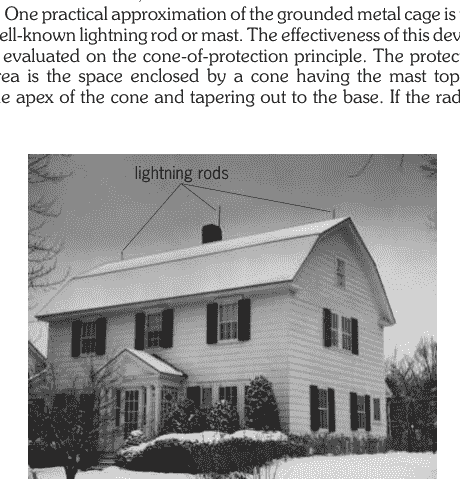 One practical approximation of the grounded metal cage is
ell-known lightning rod or mast. The effectiveness of this dev
evaluated on the cone-of-protection principle. The protec
rea is the space enclosed by a cone having the mast top
e apex of the cone and tapering out to the base. If the rad
lightning rods